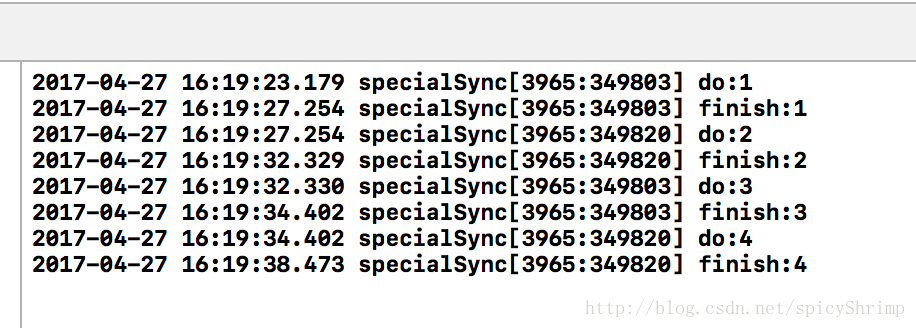 2017-04-27 16:19:23.179 specialSync[3965:349803] do:1
2017-04-27 16:19:27.254 specialSync[3965:349803] finish:1
2017-04-27 16:19:27.254 specialSync[3965:349820] do:2
2017-04-27 16:19:32.329 specialSync[3965:349820] finish:2
2017-04-27 16:19:32.330 specialSync[3965:349803] do:3
2017-04-27 16:19:34.402 specialSync[3965:349803] finish:3
2017-04-27 16:19:34.402 specialSync[3965:349820] do:4
2017-04-27 16:19:38.473 specialSync[3965:349820] finish:4
http://blog.csdn.net/spicyShrimp